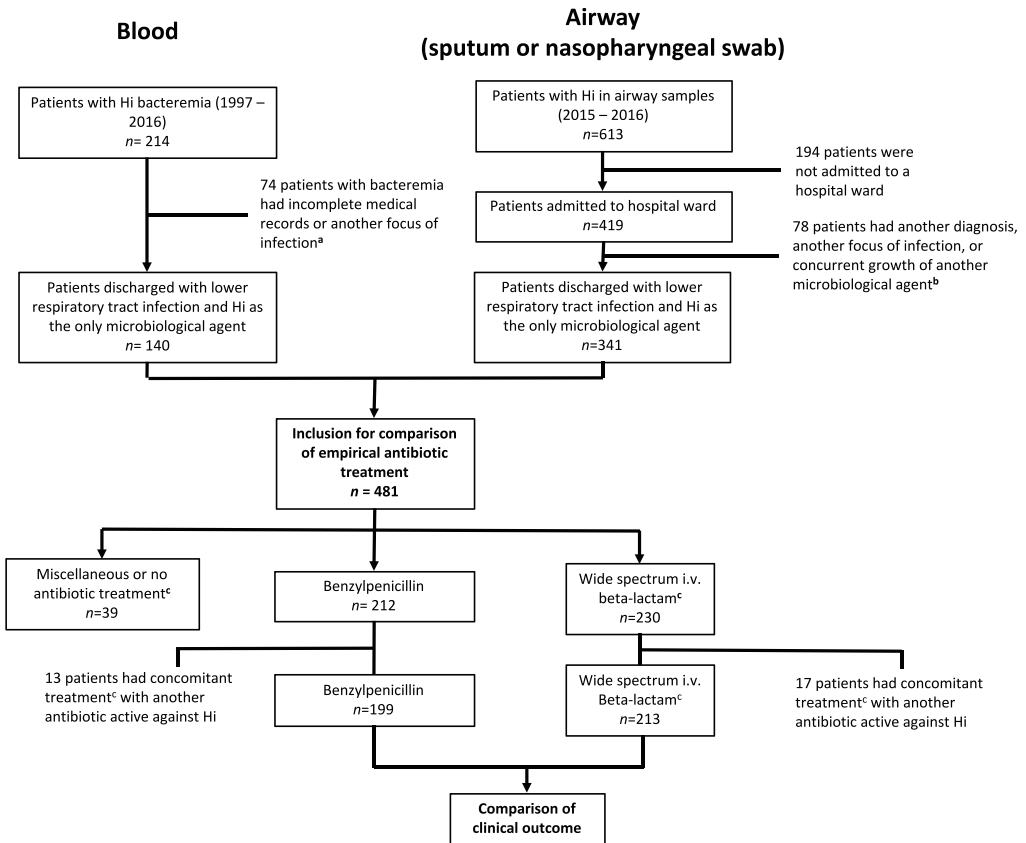 Blood
Airway
(sputum or nasopharyngeal swab)
Patients with Hi bacteremia (1997 –
2016)
n= 214
Patients with Hi in airway samples
(2015 – 2016)
n=613
194 patients were
not admitted to a
hospital ward
74 patients with bacteremia
had incomplete medical
records or another focus of
infectionᵃ
Patients admitted to hospital ward
n=419
78 patients had another diagnosis,
another focus of infection, or
concurrent growth of another
microbiological agentᵇ
Patients discharged with lower
respiratory tract infection and Hi as
the only microbiological agent
n= 140
Patients discharged with lower
respiratory tract infection and Hi as
the only microbiological agent
n=341
Inclusion for comparison
of empirical antibiotic
treatment
n = 481
Miscellaneous or no
antibiotic treatmentᶜ
n=39
Benzylpenicillin
n= 212
Wide spectrum i.v.
beta-lactamᶜ
n=230
13 patients had concomitant
treatmentᶜ with another
antibiotic active against Hi
Benzylpenicillin
n=199
Wide spectrum i.v.
Beta-lactamᶜ
n=213
17 patients had concomitant
treatmentᶜ with another
antibiotic active against Hi
Comparison of
clinical outcome